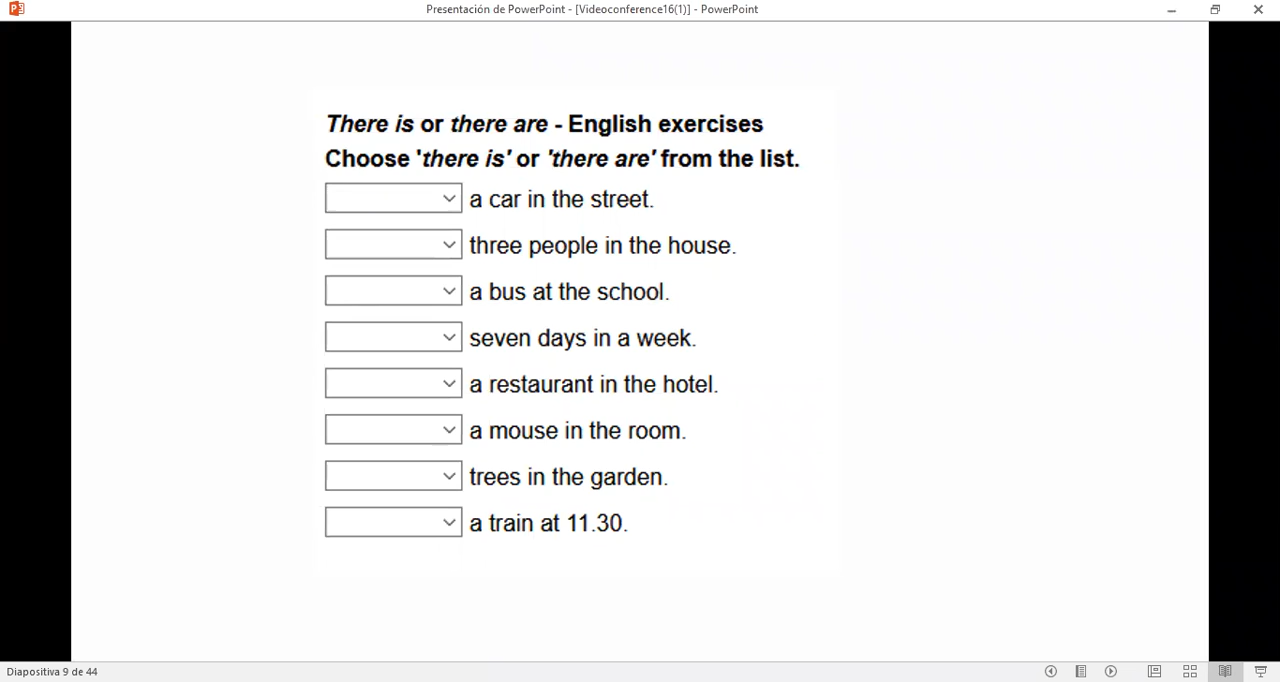 Presentación de PowerPoint - [Videoconference16(1)] - PowerPoint
There is or there are - English exercises
Choose 'there is' or 'there are' from the list.
a car in the street.
three people in the house.
a bus at the school.
seven days in a week.
a restaurant in the hotel.
a mouse in the room.
trees in the garden.
a train at 11.30.
Diapositiva 9 de 44